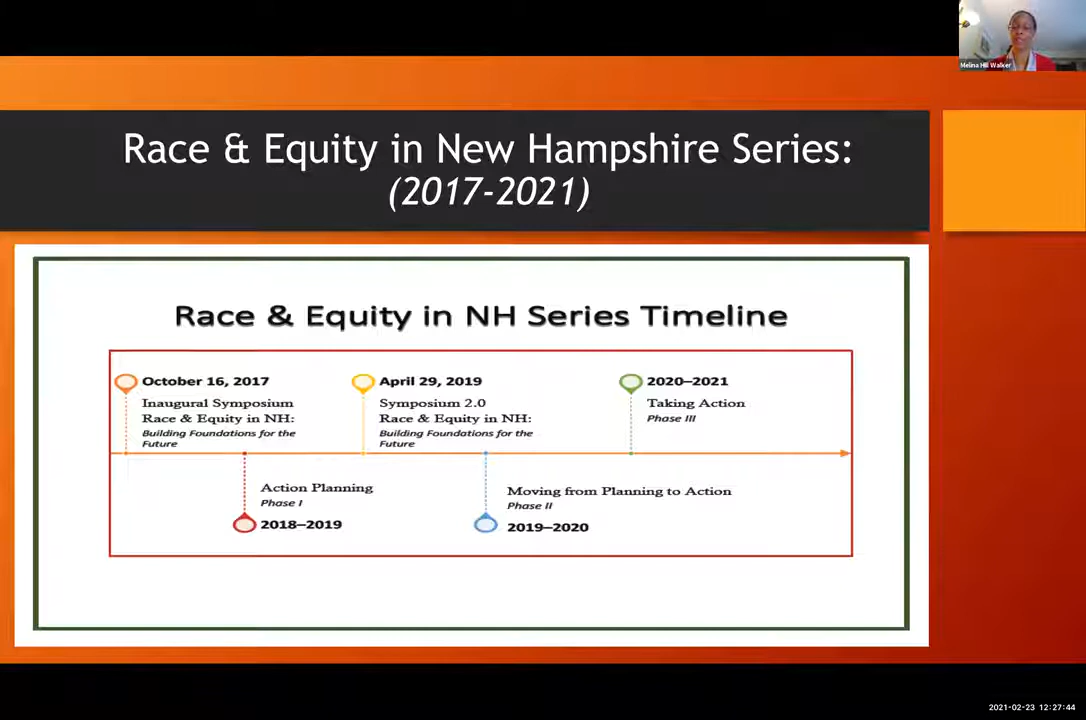 Melina Hill Walker
Race & Equity in New Hampshire Series:
(2017-2021)
Race & Equity in NH Series Timeline
October 16, 2017
Inaugural Symposium
Race & Equity in NH:
Building Foundations for the
Future
April 29, 2019
Symposium 2.0
Race & Equity in NH:
Building Foundations for the
Future
2020–2021
Taking Action
Phase III
Action Planning
Phase I
2018–2019
Moving from Planning to Action
Phase II
2019–2020
2021-02-23 12:27:44